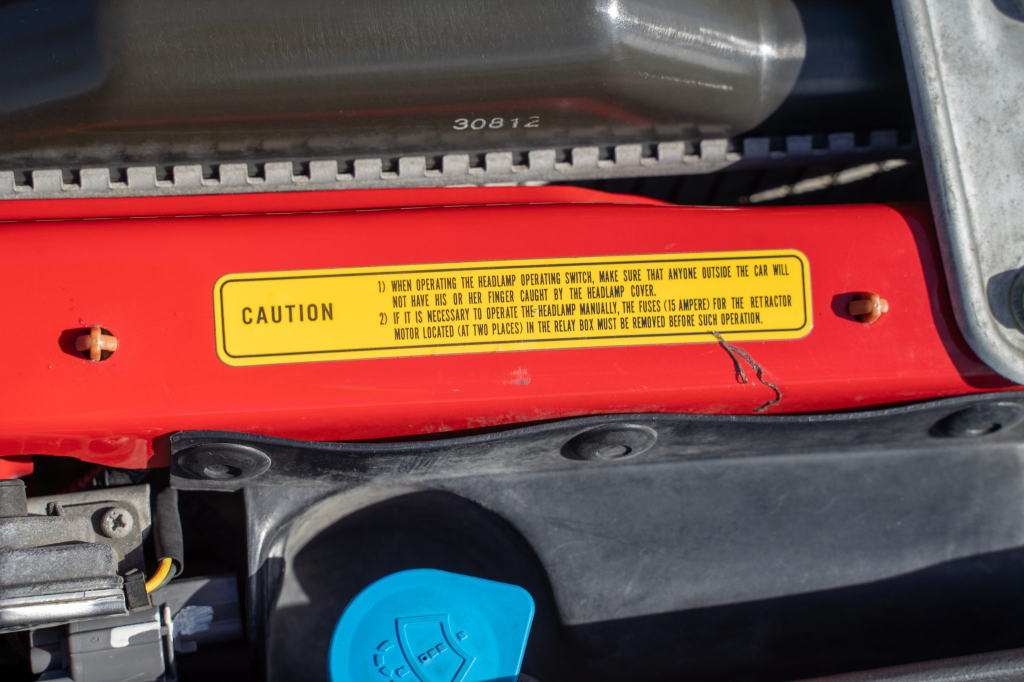 30812
CAUTION
1) WHEN OPERATING THE HEADLAMP OPERATING SWITCH, MAKE SURE THAT ANYONE OUTSIDE THE CAR WILL
NOT HAVE HIS OR HER FINGER CAUGHT BY THE HEADLAMP COVER.
2) IF IT IS NECESSARY TO OPERATE THE HEADLAMP MANUALLY, THE FUSES (15 AMPERE) FOR THE RETRACTOR
MOTOR LOCATED (AT TWO PLACES) IN THE RELAY BOX MUST BE REMOVED BEFORE SUCH OPERATION.